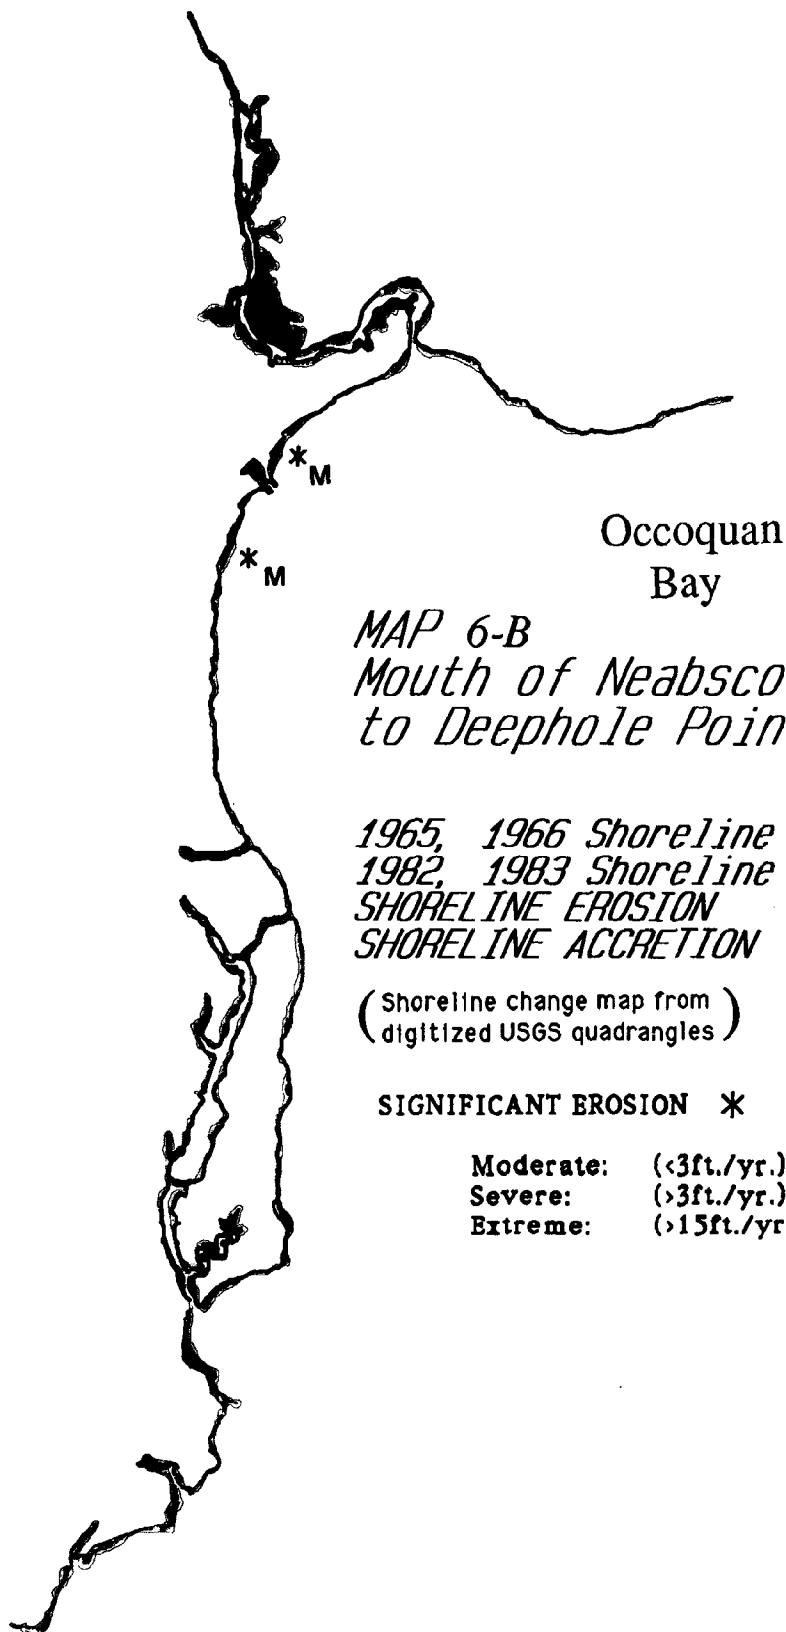 *M
*M
Occoquan
Bay
MAP 6-B
Mouth of Neabsco
to Deephole Poin
1965, 1966 Shoreline
1982, 1983 Shoreline
SHORELINE EROSION
SHORELINE ACCRETION
(Shoreline change map from
digitized USGS quadrangles)
SIGNIFICANT EROSION *
Moderate: (<3ft./yr.)
Severe: (>3ft./yr.)
Extreme: (>15ft./yr